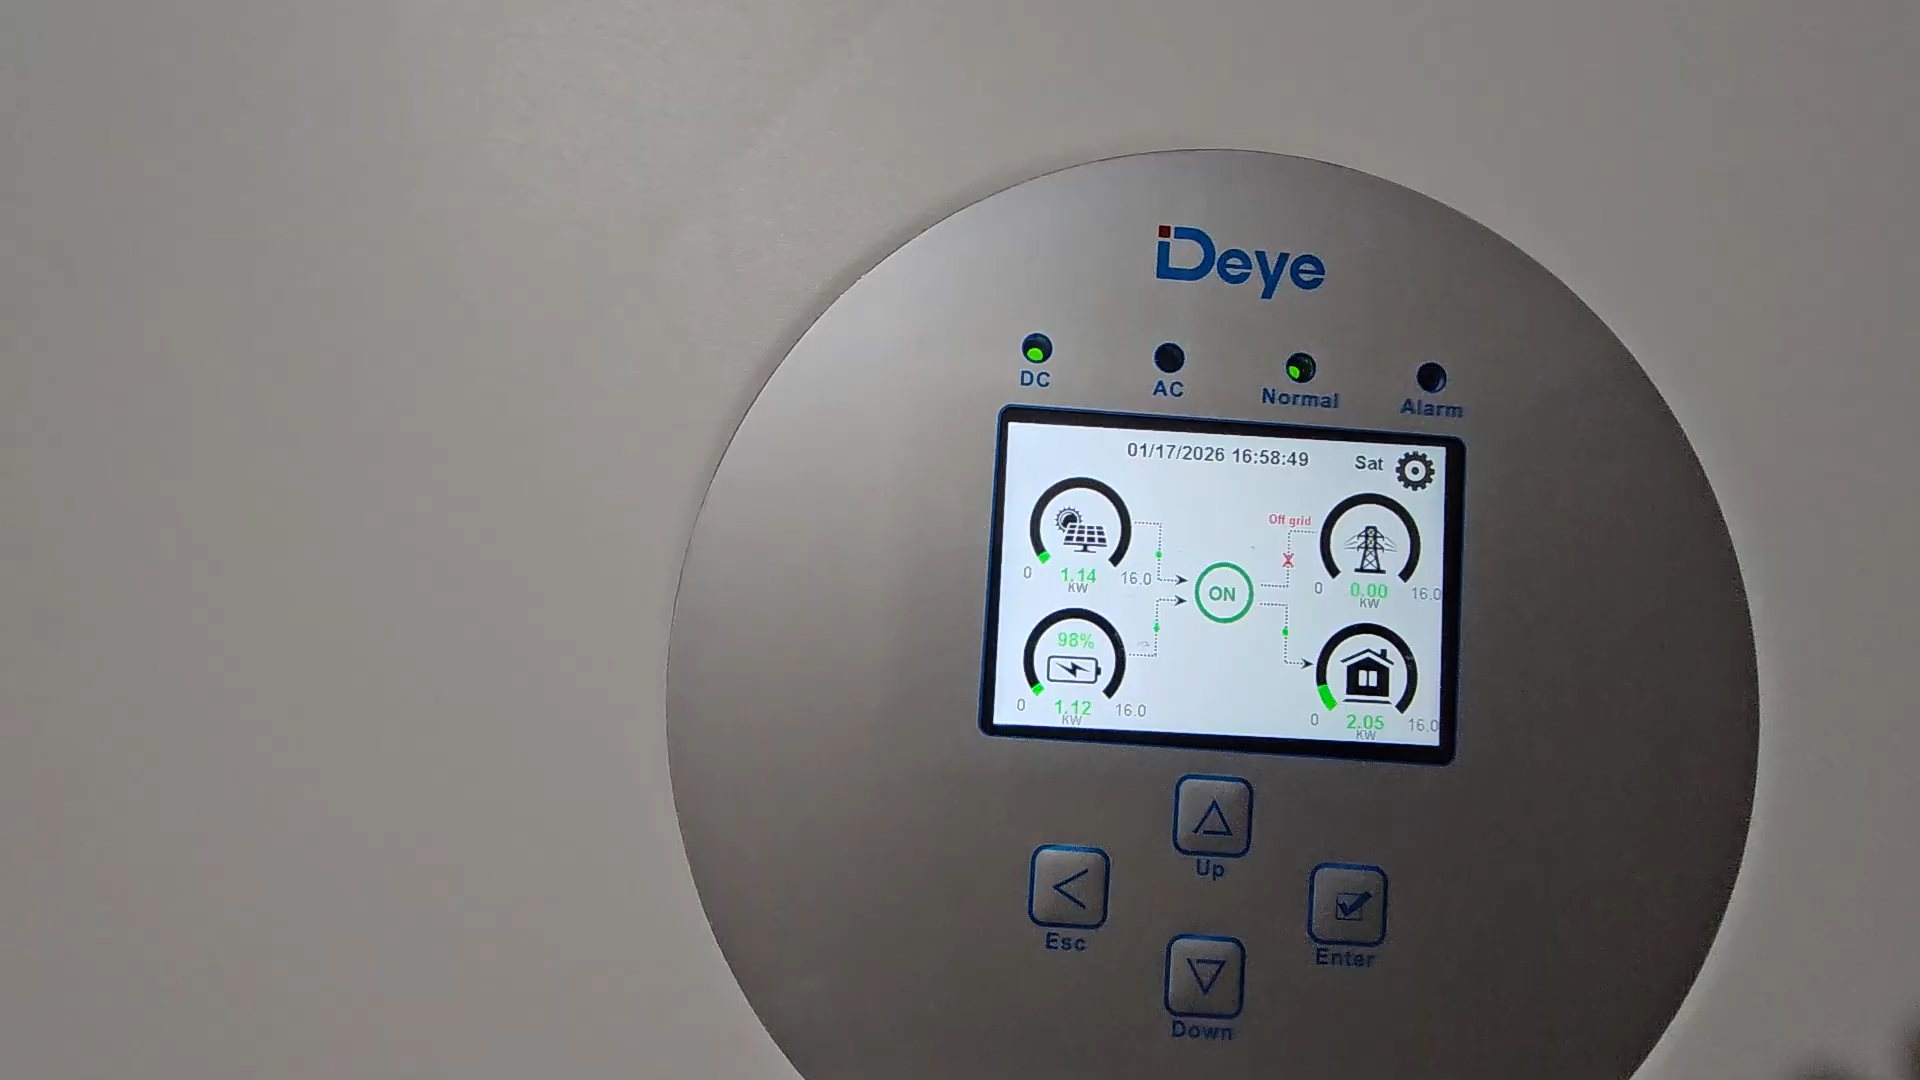 Deye
DC AC Normal Alarm
01/17/2026 16:58:49 Sat
Off grid
0 1.14 16.0
KW
0 0.00 16.0
KW
ON
98%
0 1.12 16.0
KW
0 2.05 16.0
KW
Up
Esc
Enter
Down